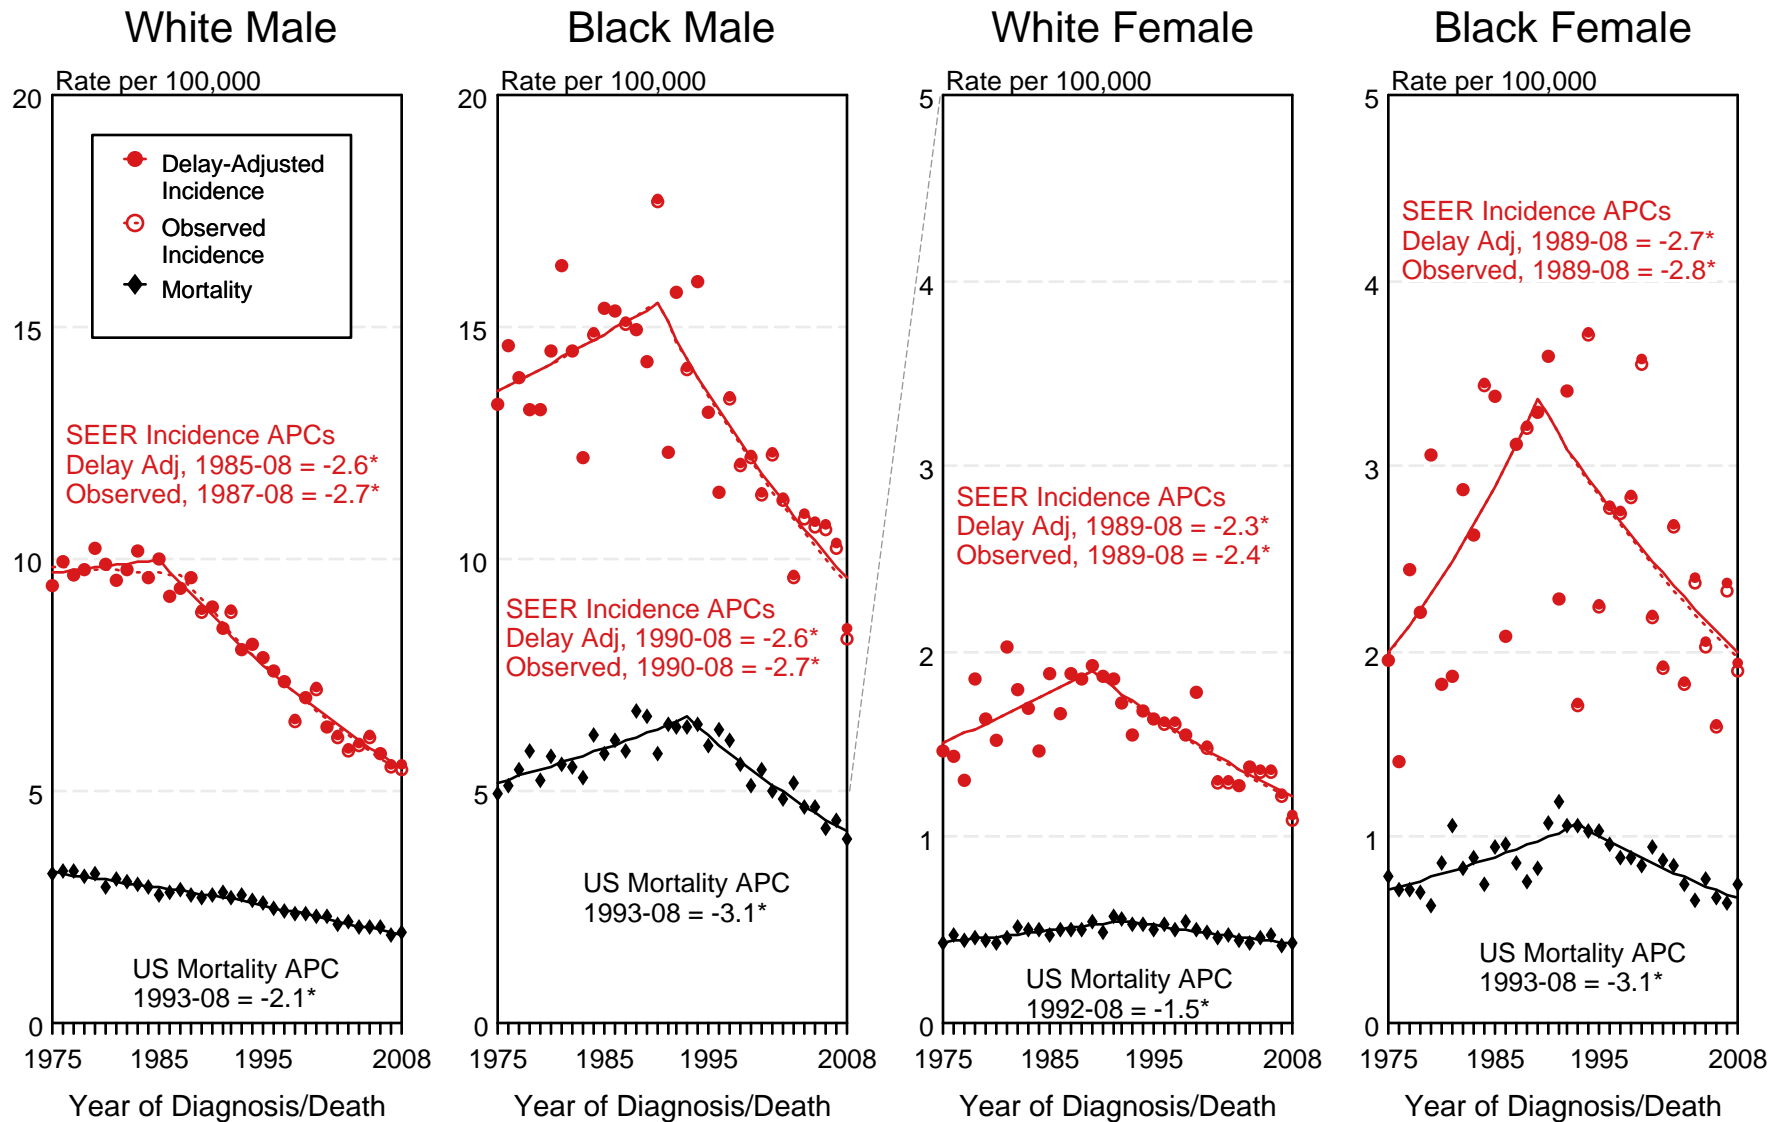 White Male
Black Male
White Female
Black Female
Rate per 100,000
20
15
10
5
0
Delay-Adjusted
Incidence
Observed
Incidence
Mortality
SEER Incidence APCs
Delay Adj, 1985-08 = -2.6*
Observed, 1987-08 = -2.7*
US Mortality APC
1993-08 = -2.1*
1975
1985
1995
2008
Year of Diagnosis/Death
Rate per 100,000
20
15
10
5
0
SEER Incidence APCs
Delay Adj, 1990-08 = -2.6*
Observed, 1990-08 = -2.7*
US Mortality APC
1993-08 = -3.1*
1975
1985
1995
2008
Year of Diagnosis/Death
Rate per 100,000
5
4
3
2
1
0
SEER Incidence APCs
Delay Adj, 1989-08 = -2.3*
Observed, 1989-08 = -2.4*
US Mortality APC
1992-08 = -1.5*
1975
1985
1995
2008
Year of Diagnosis/Death
Rate per 100,000
5
4
3
2
1
0
SEER Incidence APCs
Delay Adj, 1989-08 = -2.7*
Observed, 1989-08 = -2.8*
US Mortality APC
1993-08 = -3.1*
1975
1985
1995
2008
Year of Diagnosis/Death